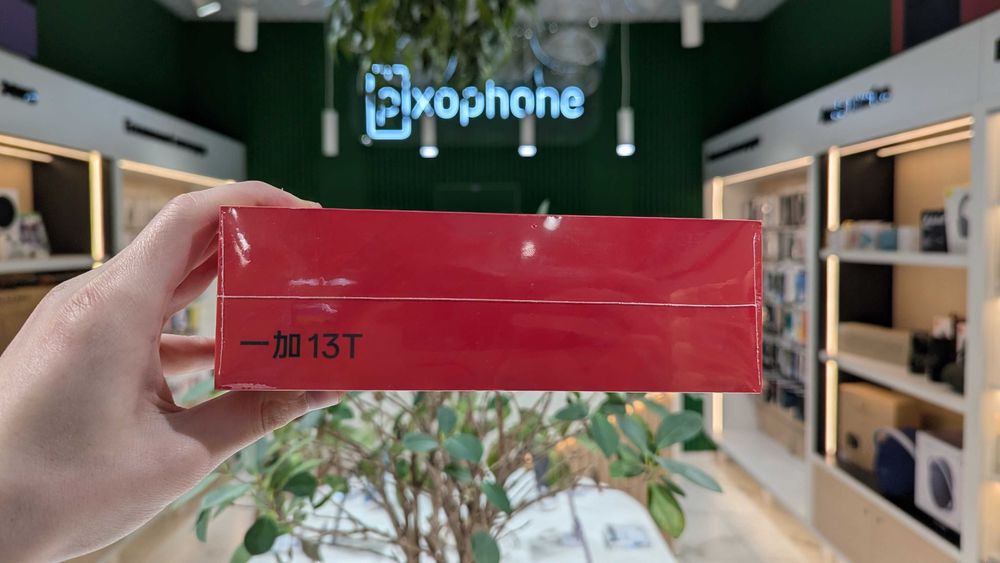 pixophone
一加 13T